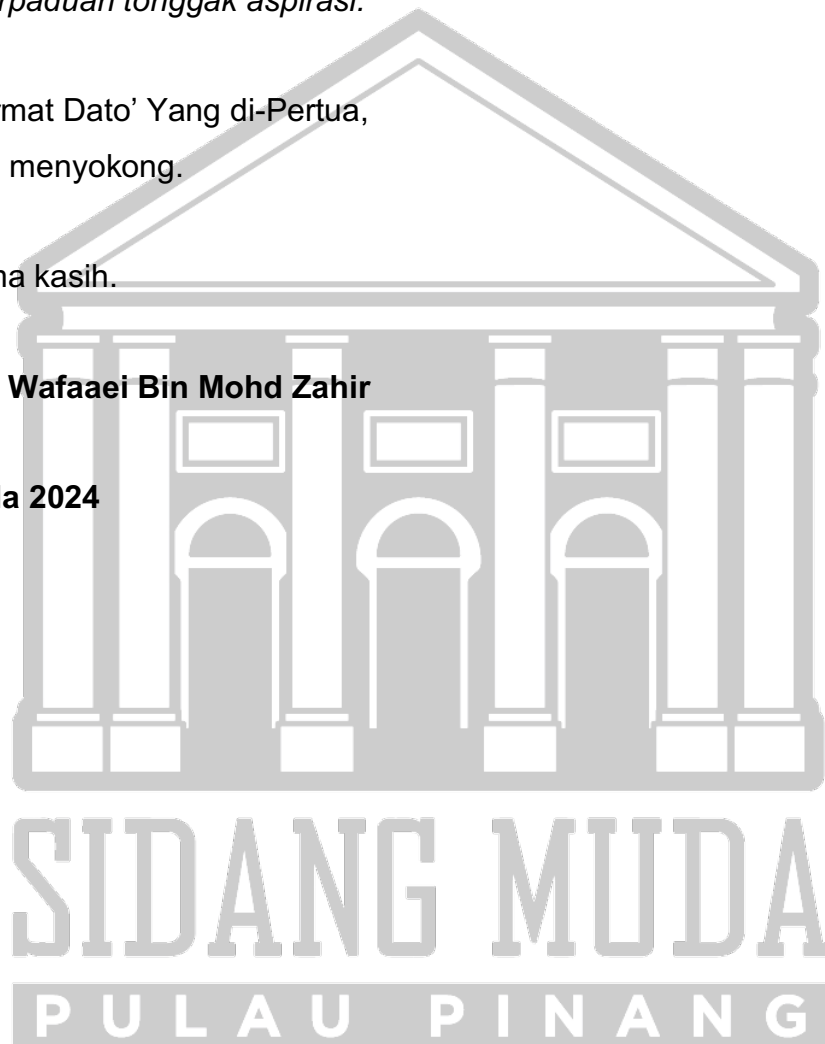 rpaduan tonggak aspirasi.
rmat Dato’ Yang di-Pertua,
menyokong.
na kasih.
Wafaaei Bin Mohd Zahir
la 2024
SIDANG MUDA
PULAU PINANG